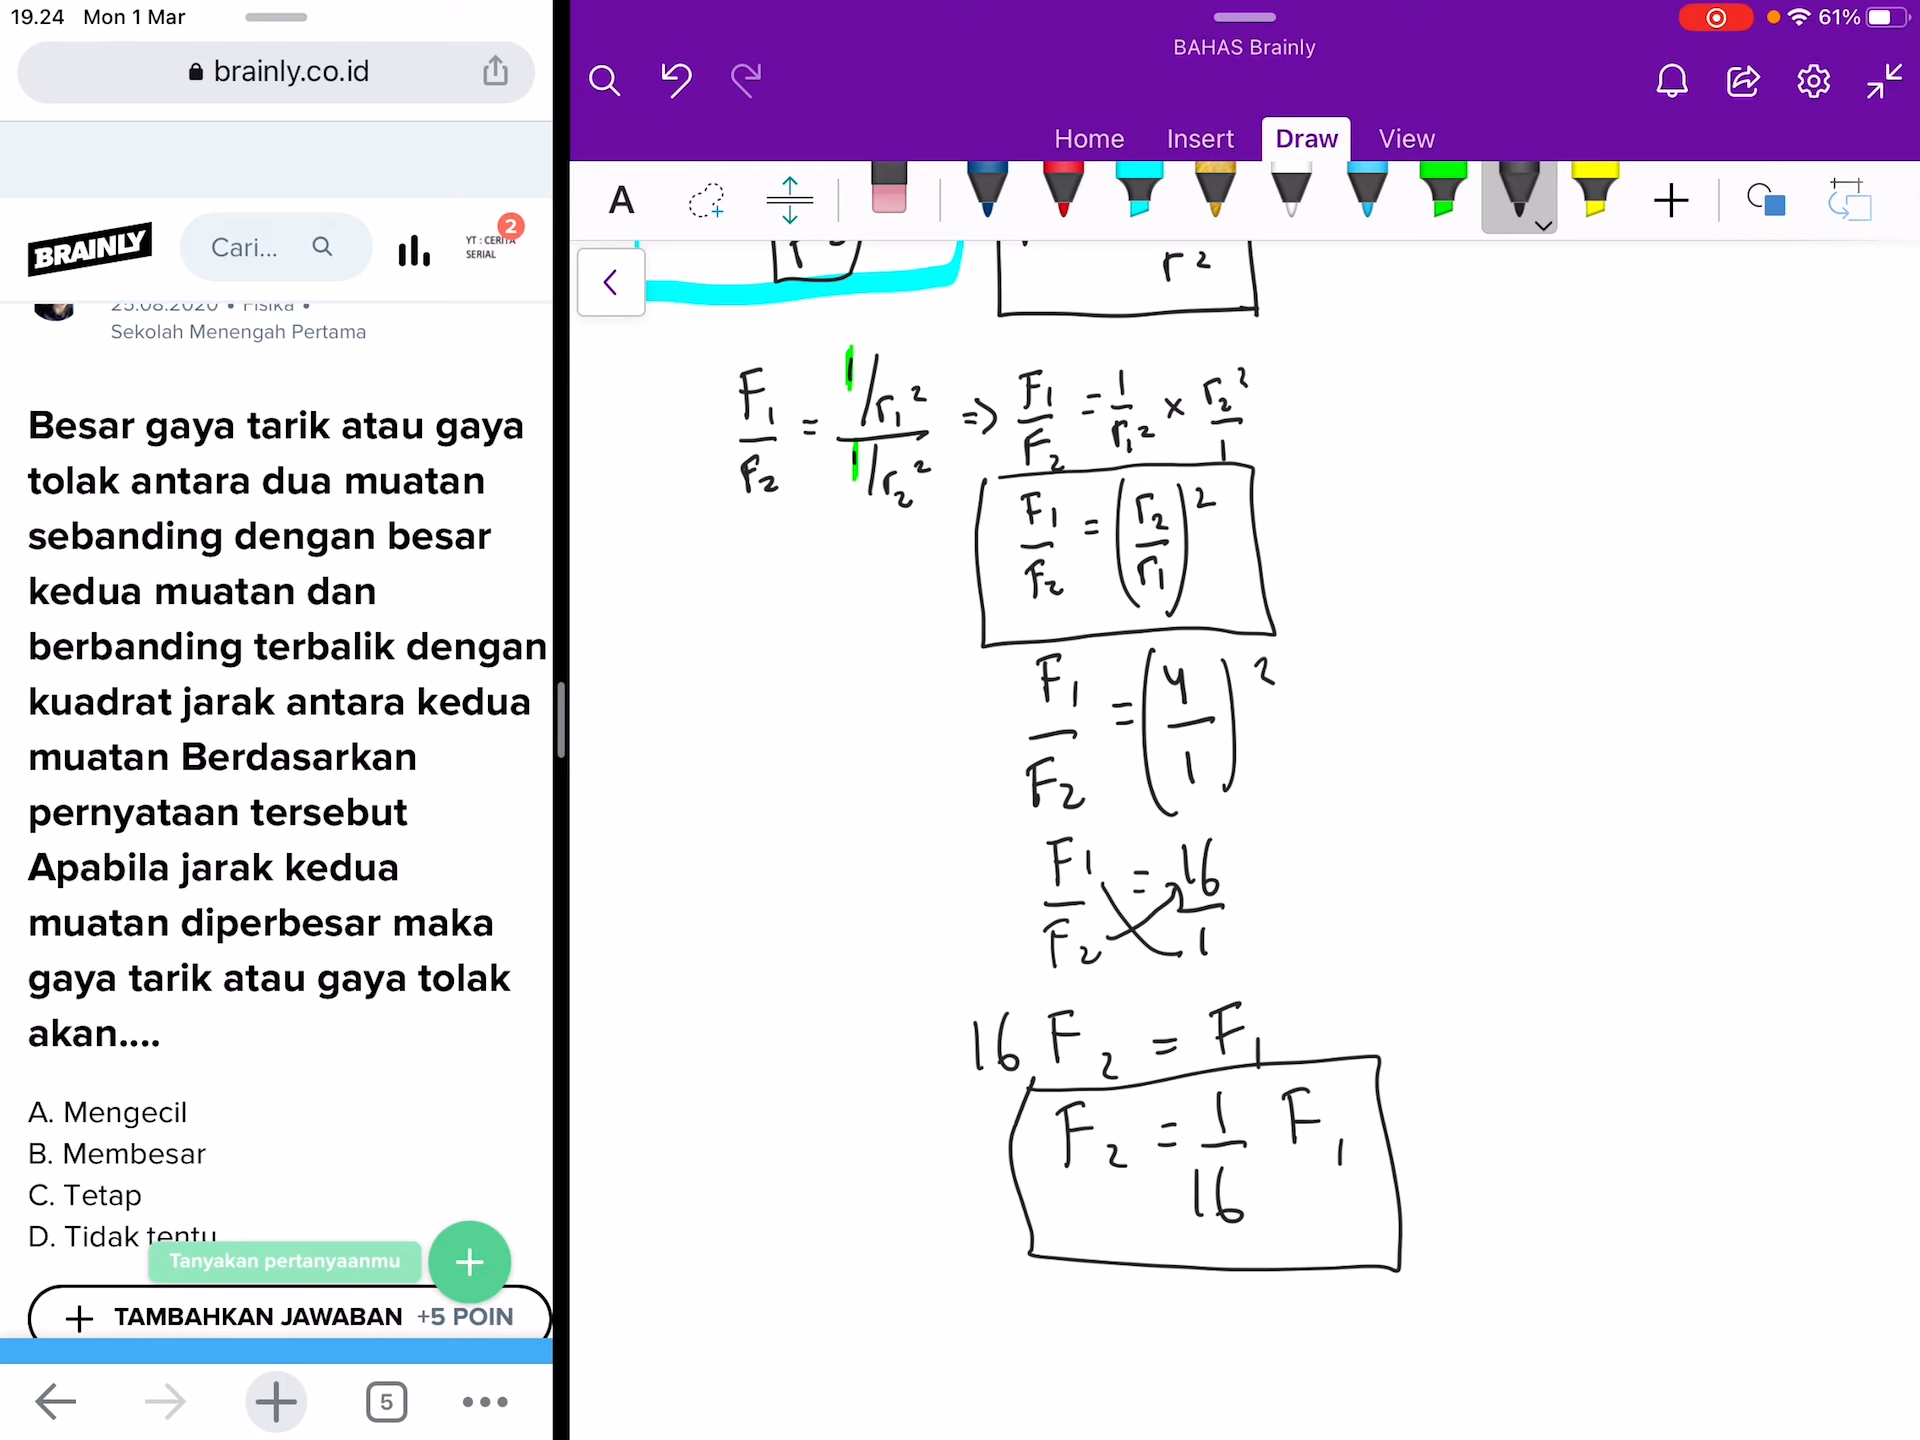 19.24 Mon 1 Mar
61%
brainly.co.id
BRAINLY
Cari...
YT : CERITA
SERIAL
2
25.08.2020 • Fisika •
Sekolah Menengah Pertama
Besar gaya tarik atau gaya
tolak antara dua muatan
sebanding dengan besar
kedua muatan dan
berbanding terbalik dengan
kuadrat jarak antara kedua
muatan Berdasarkan
pernyataan tersebut
Apabila jarak kedua
muatan diperbesar maka
gaya tarik atau gaya tolak
akan....
A. Mengecil
B. Membesar
C. Tetap
D. Tidak tentu
Tanyakan pertanyaanmu
+
+ TAMBAHKAN JAWABAN +5 POIN
5
BAHAS Brainly
Home Insert Draw View
A
r²
F₁/F₂ = (1/r₁²)/(1/r₂²) => F₁/F₂ = 1/r₁² × r₂²/1
F₁/F₂ = (r₂/r₁)²
F₁/F₂ = (4/1)²
F₁/F₂ = 16/1
16 F₂ = F₁
F₂ = 1/16 F₁